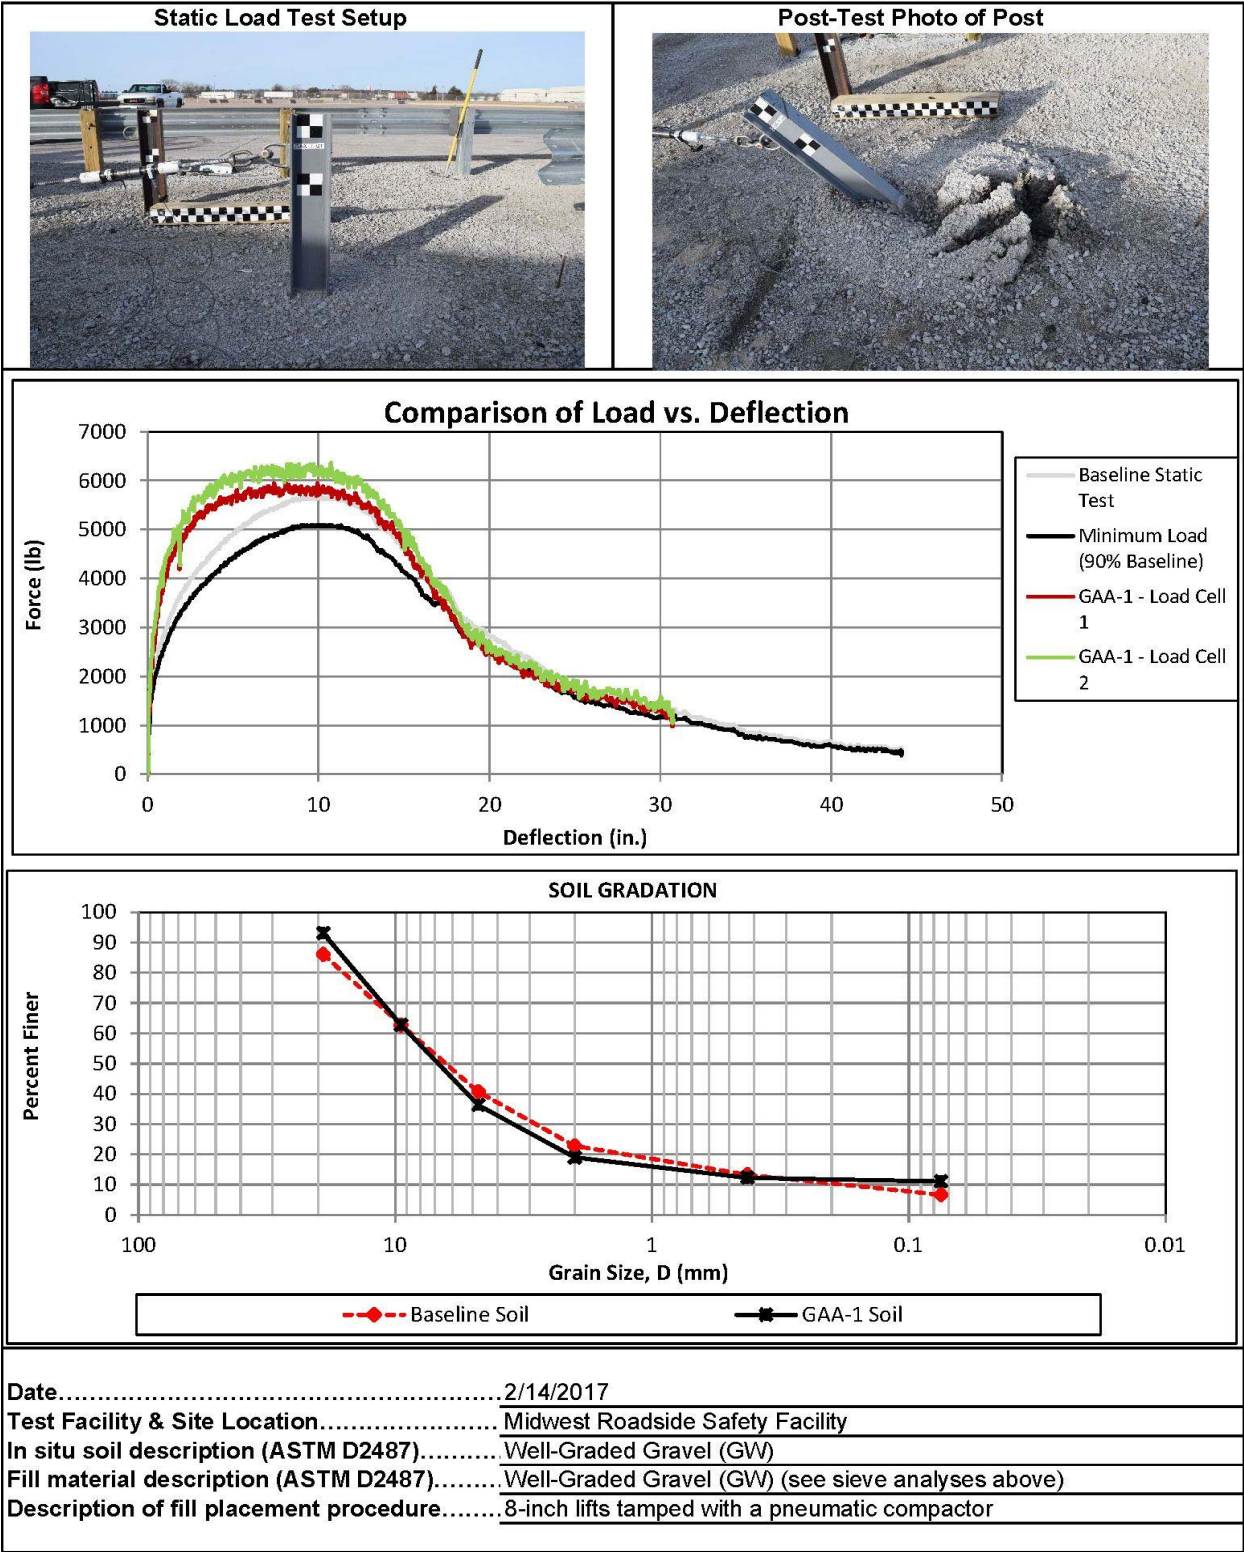 Static Load Test Setup
Post-Test Photo of Post
Comparison of Load vs. Deflection
7000
6000
5000
4000
3000
2000
1000
0
Force (lb)
0 10 20 30 40 50
Deflection (in.)
Baseline Static
Test
Minimum Load
(90% Baseline)
GAA-1 - Load Cell
1
GAA-1 - Load Cell
2
SOIL GRADATION
100
90
80
70
60
50
40
30
20
10
0
Percent Finer
100 10 1 0.1 0.01
Grain Size, D (mm)
Baseline Soil GAA-1 Soil
Date.................................................... 2/14/2017
Test Facility & Site Location..................... Midwest Roadside Safety Facility
In situ soil description (ASTM D2487)......... Well-Graded Gravel (GW)
Fill material description (ASTM D2487)....... Well-Graded Gravel (GW) (see sieve analyses above)
Description of fill placement procedure....... 8-inch lifts tamped with a pneumatic compactor